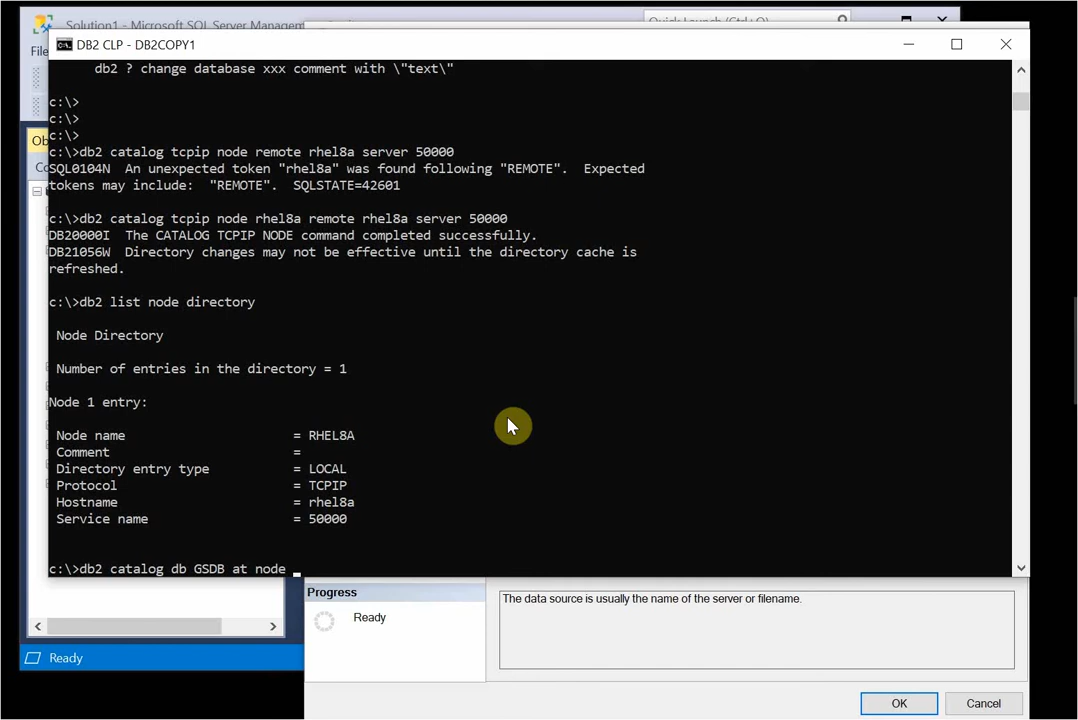 Solution1 - Microsoft SQL Server Management
Quick Launch (Ctrl+Q)
File
DB2 CLP - DB2COPY1
db2 ? change database xxx comment with \"text\"
c:\>
c:\>
c:\>
c:\>db2 catalog tcpip node remote rhel8a server 50000
SQL0104N  An unexpected token "rhel8a" was found following "REMOTE".  Expected
tokens may include:  "REMOTE".  SQLSTATE=42601
c:\>db2 catalog tcpip node rhel8a remote rhel8a server 50000
DB20000I  The CATALOG TCPIP NODE command completed successfully.
DB21056W  Directory changes may not be effective until the directory cache is
refreshed.
c:\>db2 list node directory
Node Directory
Number of entries in the directory = 1
Node 1 entry:
Node name = RHEL8A
Comment =
Directory entry type = LOCAL
Protocol = TCPIP
Hostname = rhel8a
Service name = 50000
c:\>db2 catalog db GSDB at node
Ob
Co
Progress
Ready
The data source is usually the name of the server or filename.
Ready
OK
Cancel